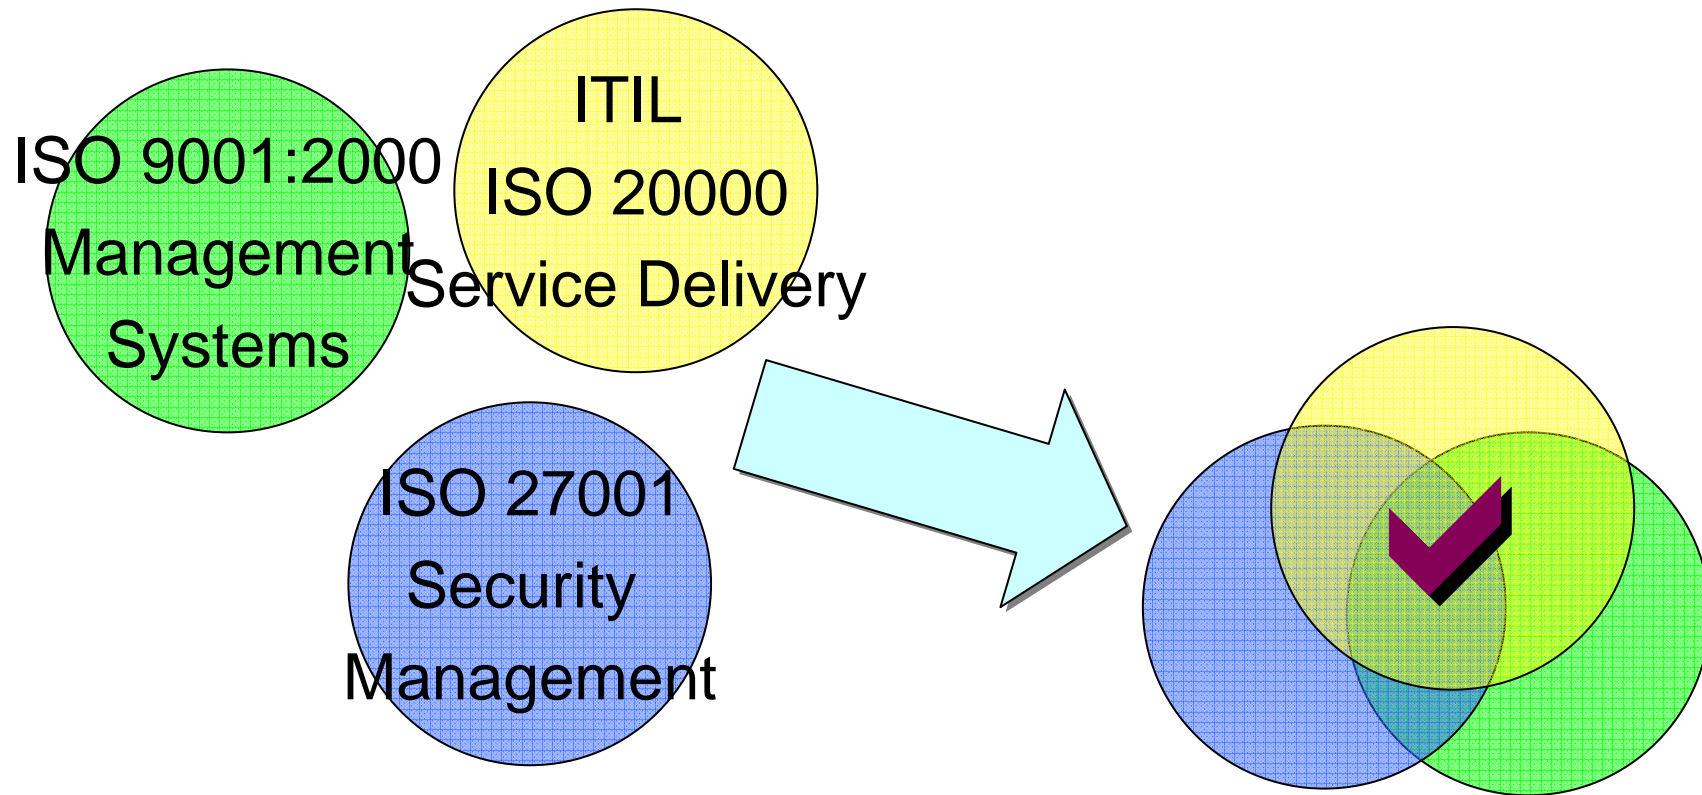 ISO 9001:2000
Management
Systems
ITIL
ISO 20000
Service Delivery
ISO 27001
Security
Management